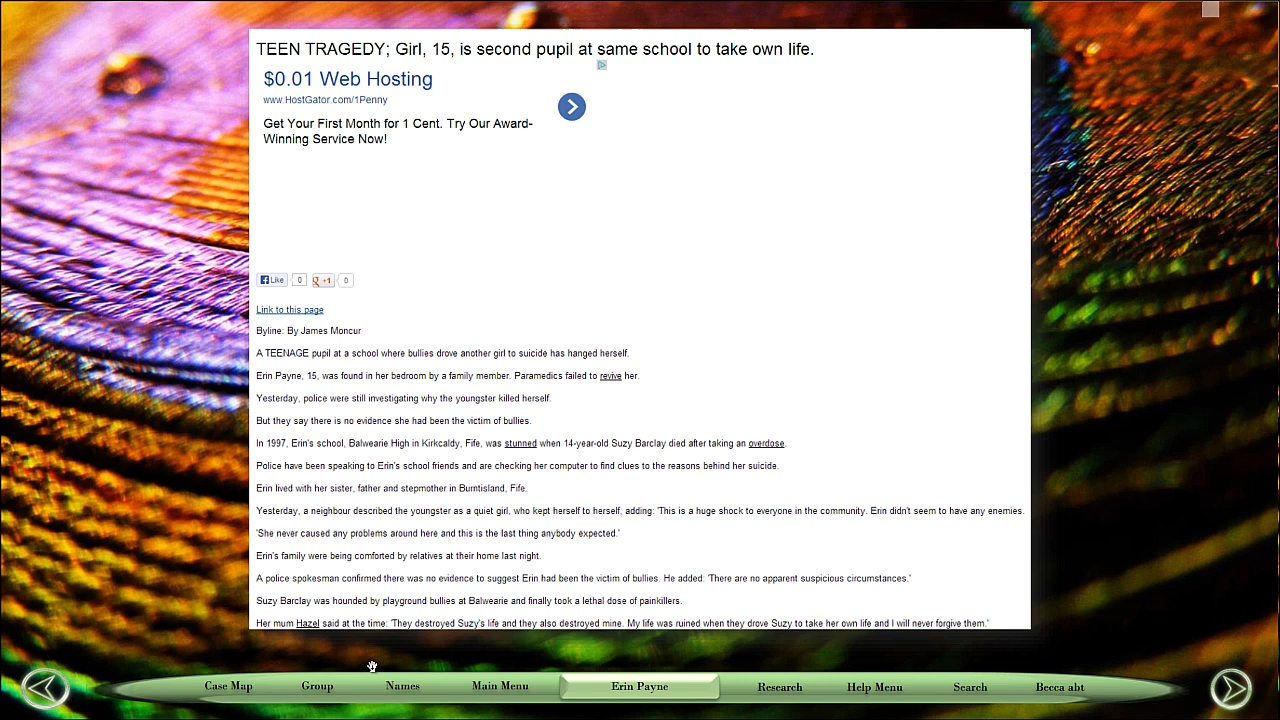 TEEN TRAGEDY; Girl, 15, is second pupil at same school to take own life.
$0.01 Web Hosting
www.HostGator.com/1Penny
Get Your First Month for 1 Cent. Try Our Award-
Winning Service Now!
Like 0 +1 0
Link to this page
Byline: By James Moncur
A TEENAGE pupil at a school where bullies drove another girl to suicide has hanged herself.
Erin Payne, 15, was found in her bedroom by a family member. Paramedics failed to revive her.
Yesterday, police were still investigating why the youngster killed herself.
But they say there is no evidence she had been the victim of bullies.
In 1997, Erin's school, Balwearie High in Kirkcaldy, Fife, was stunned when 14-year-old Suzy Barclay died after taking an overdose.
Police have been speaking to Erin's school friends and are checking her computer to find clues to the reasons behind her suicide.
Erin lived with her sister, father and stepmother in Burntisland, Fife.
Yesterday, a neighbour described the youngster as a quiet girl, who kept herself to herself, adding: 'This is a huge shock to everyone in the community. Erin didn't seem to have any enemies.
'She never caused any problems around here and this is the last thing anybody expected.'
Erin's family were being comforted by relatives at their home last night.
A police spokesman confirmed there was no evidence to suggest Erin had been the victim of bullies. He added: 'There are no apparent suspicious circumstances.'
Suzy Barclay was hounded by playground bullies at Balwearie and finally took a lethal dose of painkillers.
Her mum Hazel said at the time: 'They destroyed Suzy's life and they also destroyed mine. My life was ruined when they drove Suzy to take her own life and I will never forgive them.'
Case Map Group Names Main Menu Erin Payne Research Help Menu Search Becca abt